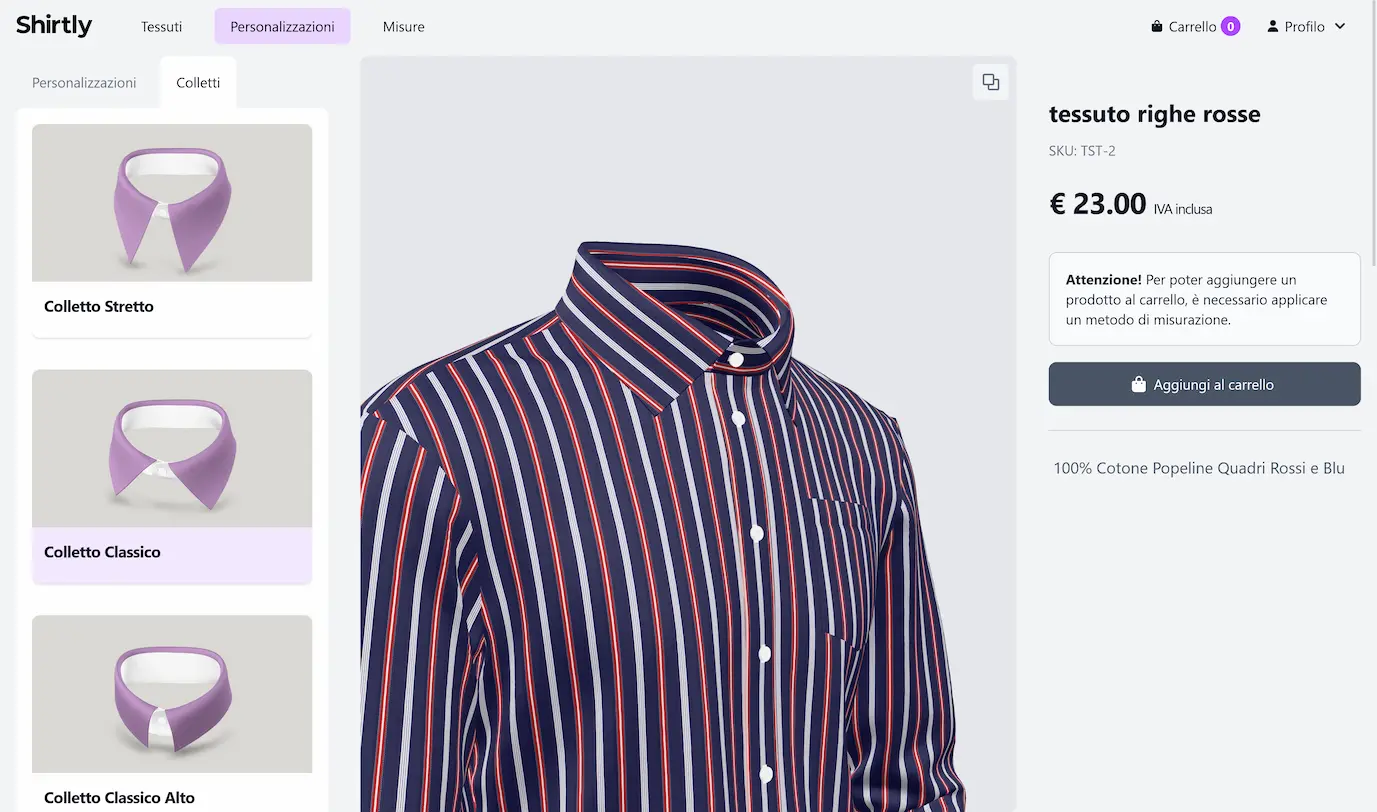 Shirtly
Tessuti
Personalizzazioni
Misure
Carrello 0
Profilo
Personalizzazioni
Colletti
Colletto Stretto
Colletto Classico
Colletto Classico Alto
tessuto righe rosse
SKU: TST-2
€ 23.00 IVA inclusa
Attenzione! Per poter aggiungere un
prodotto al carrello, è necessario applicare
un metodo di misurazione.
Aggiungi al carrello
100% Cotone Popeline Quadri Rossi e Blu